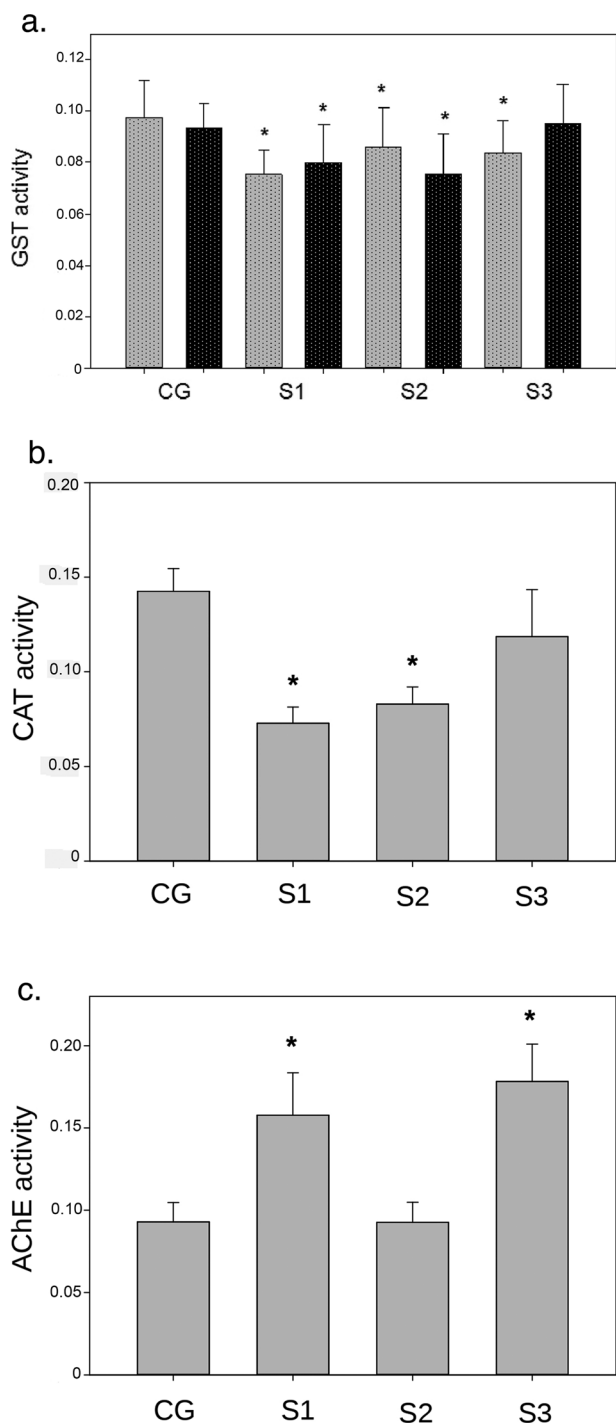 a.
GST activity
0.12
0.10
0.08
0.06
0.04
0.02
0
* * * * *
CG S1 S2 S3
b.
CAT activity
0.20
0.15
0.10
0.05
0
* *
CG S1 S2 S3
c.
AChE activity
0.20
0.15
0.10
0.05
0
* *
CG S1 S2 S3